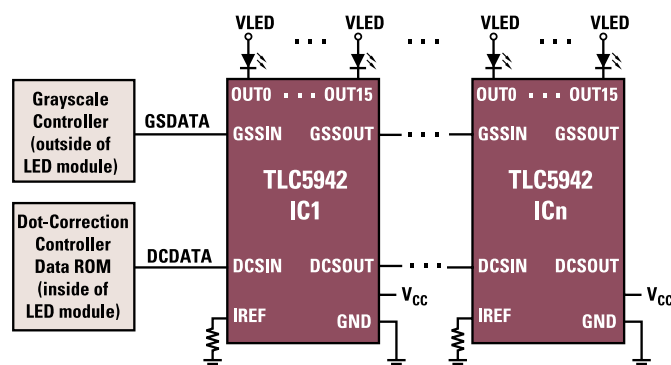 VLED VLED VLED VLED
OUT0 · · · OUT15 OUT0 · · · OUT15
Grayscale
Controller
(outside of
LED module)
GSDATA
GSSIN GSSOUT GSSIN GSSOUT
TLC5942
IC1
TLC5942
ICn
Dot-Correction
Controller
Data ROM
(inside of
LED module)
DCDATA
DCSIN DCSOUT DCSIN DCSOUT
VCC VCC
IREF GND IREF GND